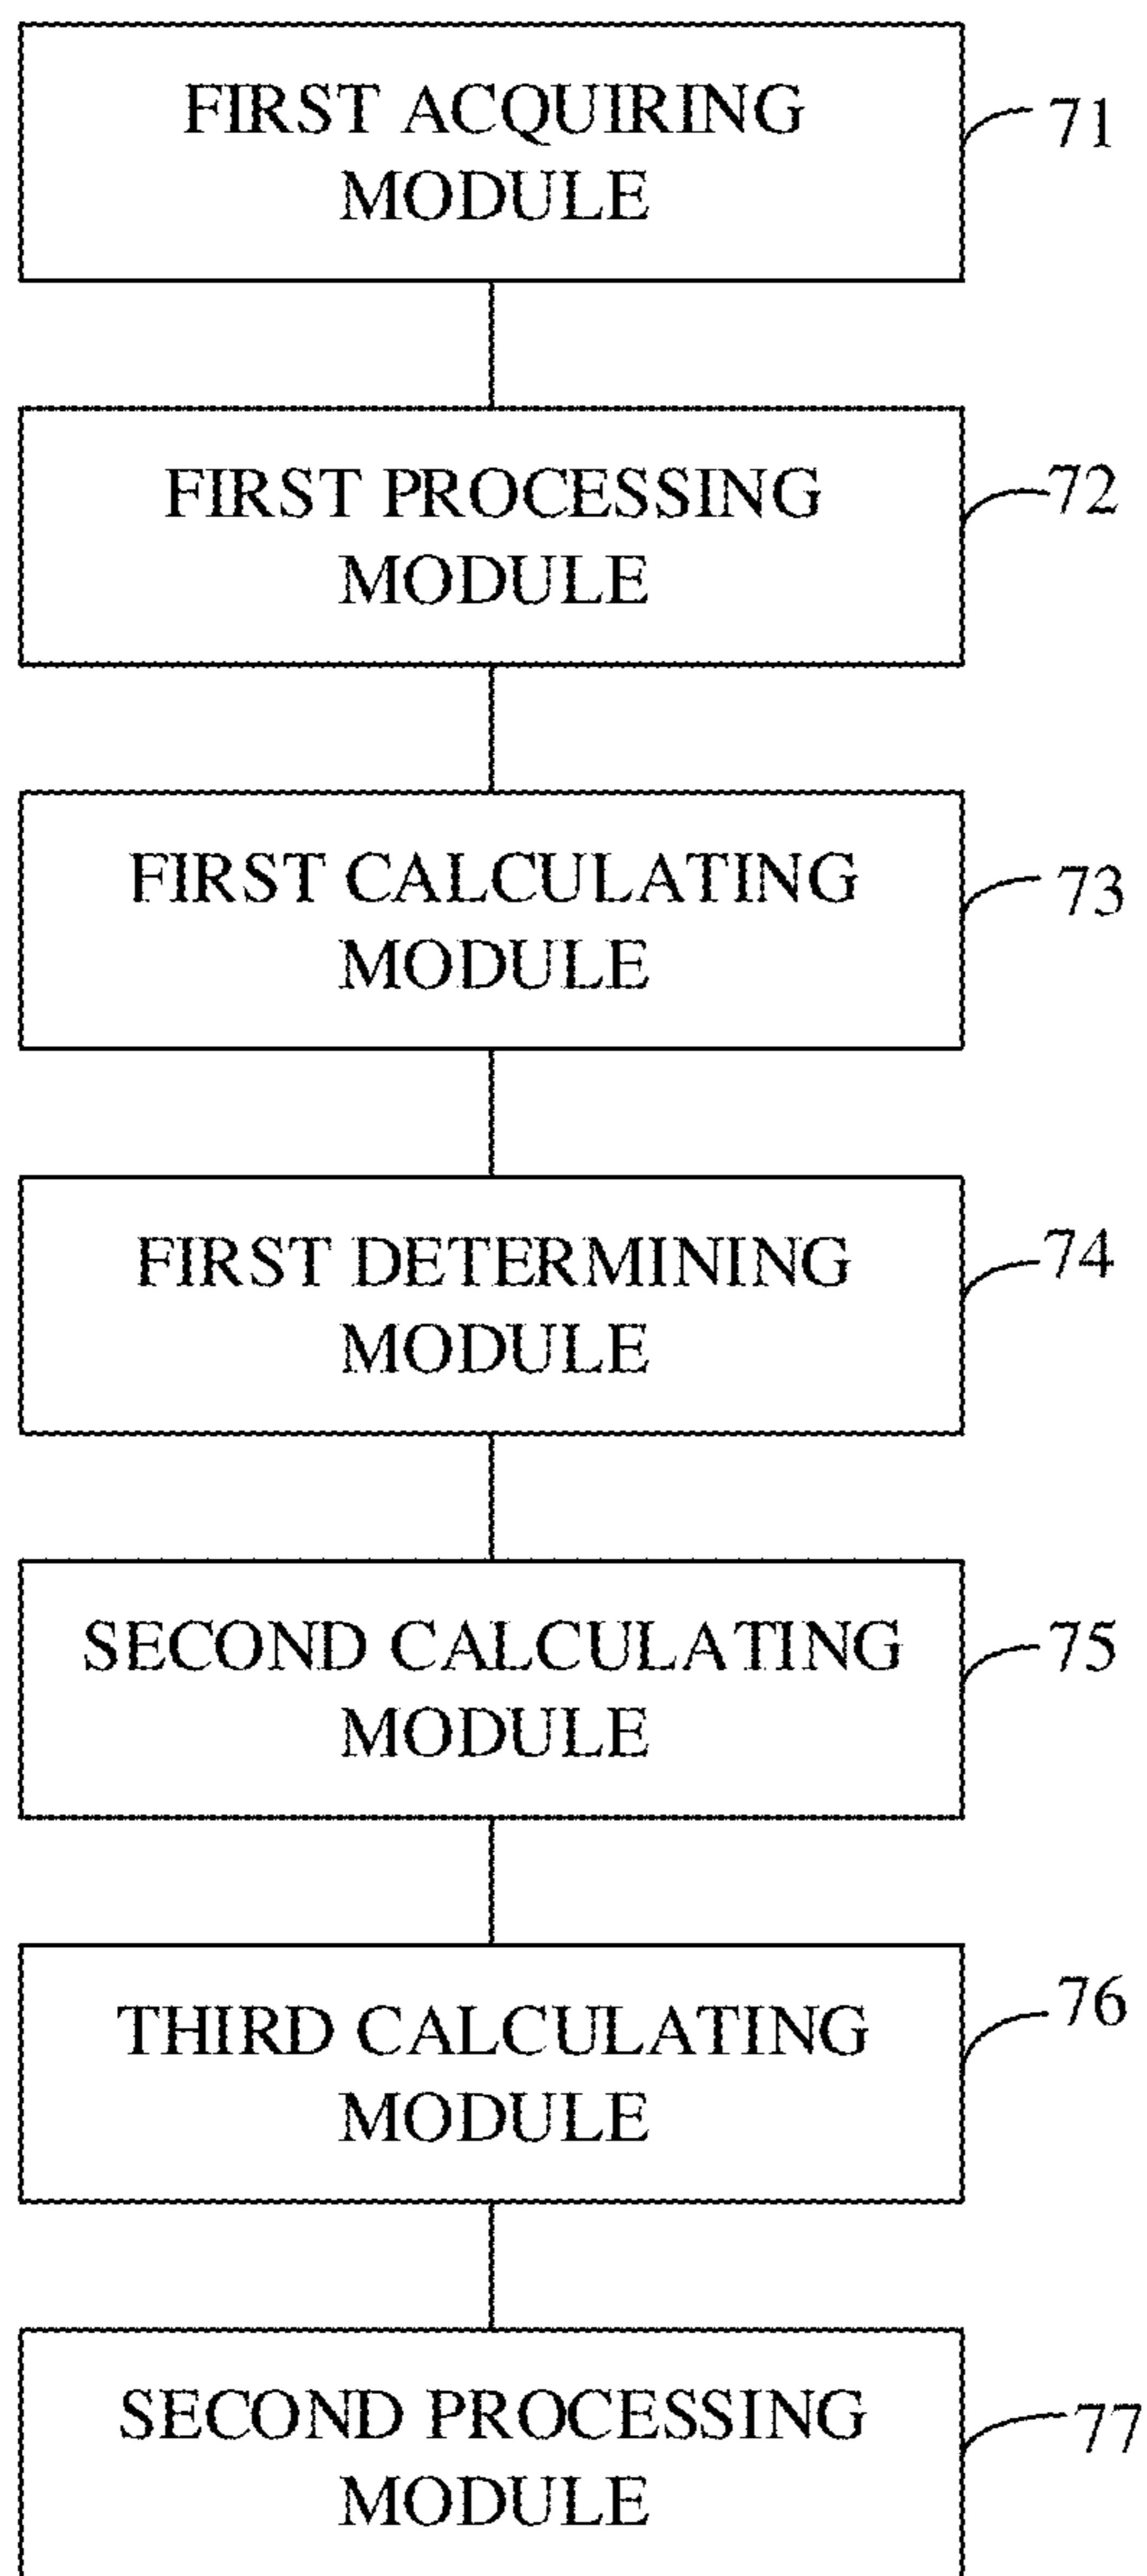 FIRST ACQUIRING
MODULE
71
FIRST PROCESSING
MODULE
72
FIRST CALCULATING
MODULE
73
FIRST DETERMINING
MODULE
74
SECOND CALCULATING
MODULE
75
THIRD CALCULATING
MODULE
76
SECOND PROCESSING
MODULE
77